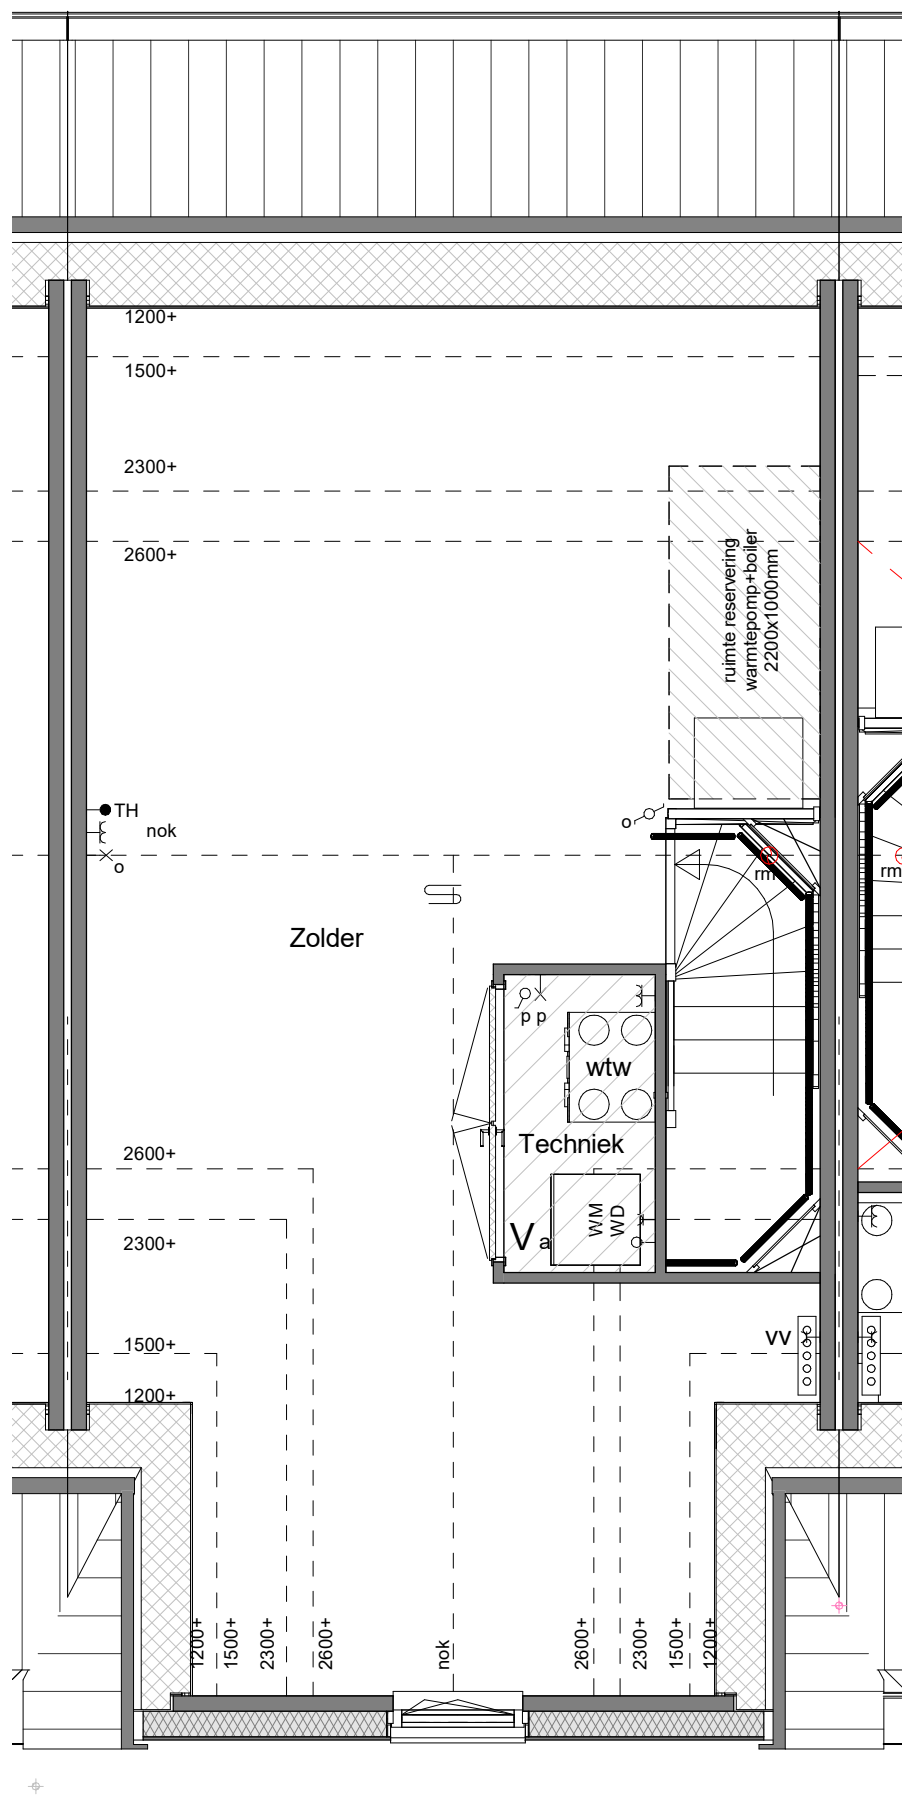 1200+
1500+
2300+
2600+
ruimte reservering
warmtepomp+boiler
2200x1000mm
TH
nok
o
o
rm
rm
Zolder
p p
wtw
Techniek
WM
WD
Va
2600+
2300+
1500+
1200+
vv
1200+
1500+
2300+
2600+
nok
2600+
2300+
1500+
1200+